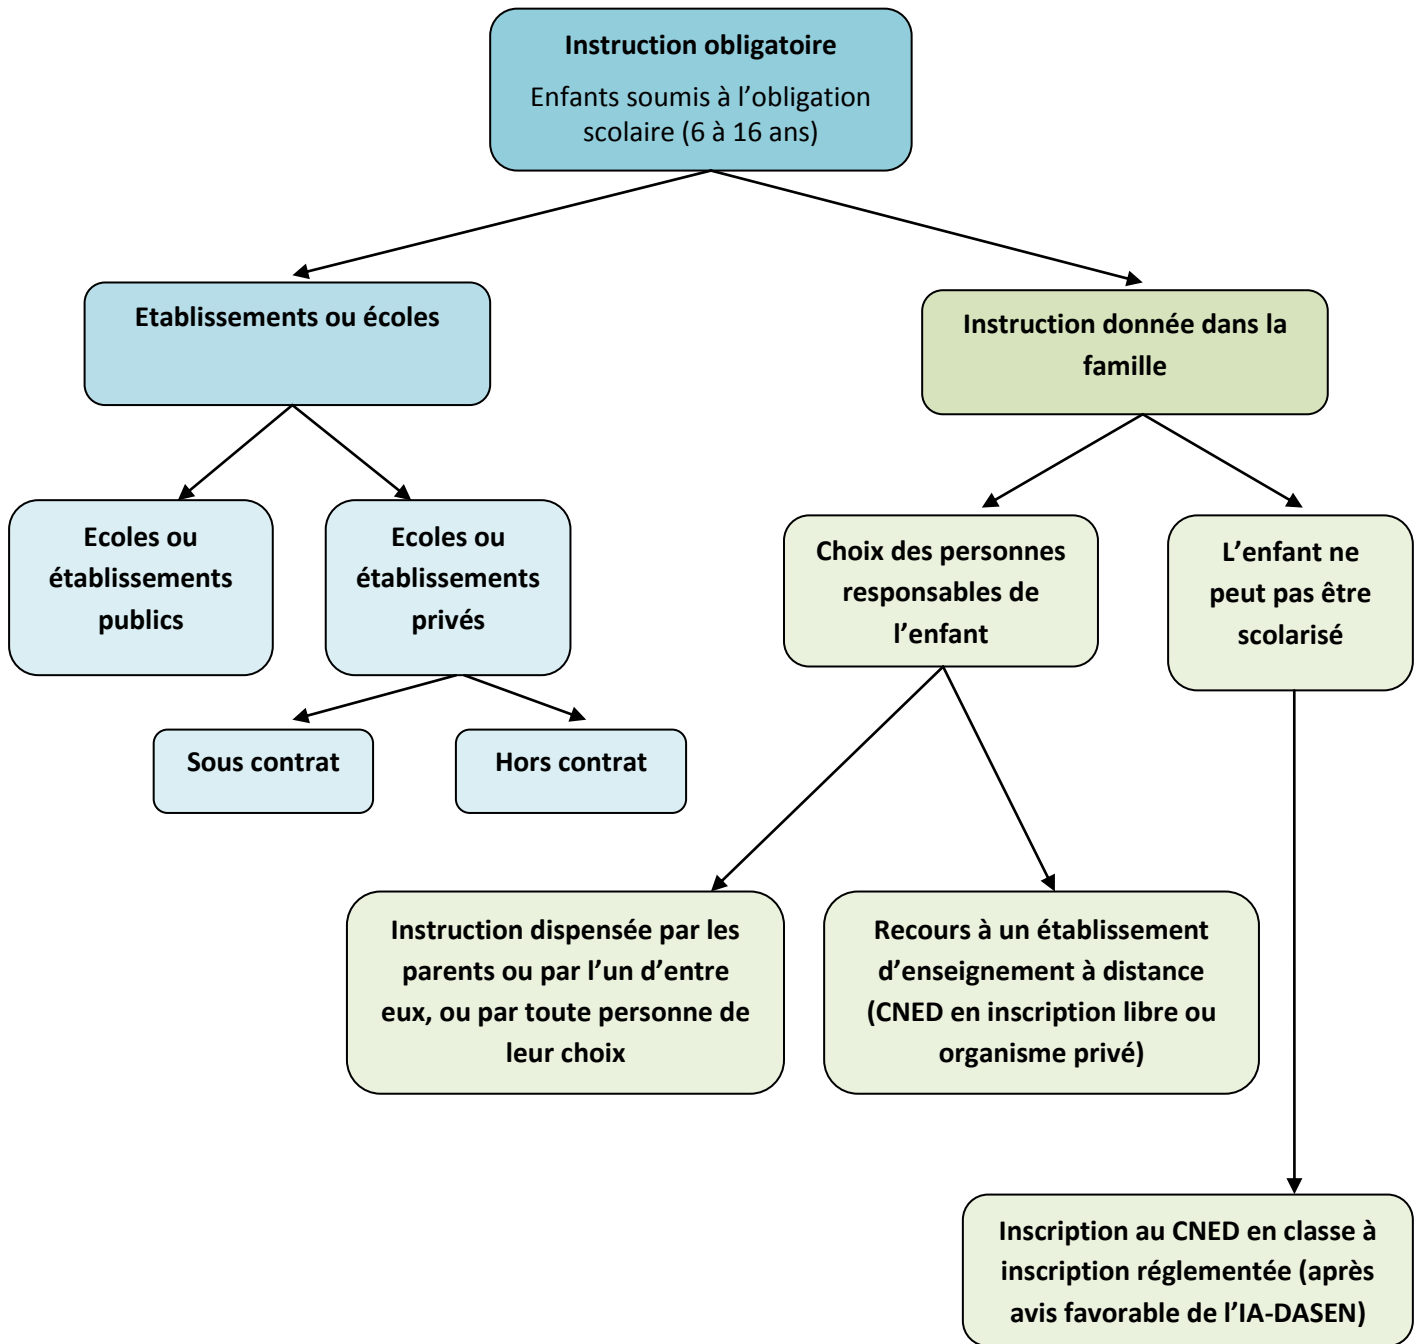 Instruction obligatoire
Enfants soumis à l’obligation
scolaire (6 à 16 ans)
Etablissements ou écoles
Instruction donnée dans la
famille
Ecoles ou
établissements
publics
Ecoles ou
établissements
privés
Choix des personnes
responsables de
l’enfant
L’enfant ne
peut pas être
scolarisé
Sous contrat
Hors contrat
Instruction dispensée par les
parents ou par l’un d’entre
eux, ou par toute personne de
leur choix
Recours à un établissement
d’enseignement à distance
(CNED en inscription libre ou
organisme privé)
Inscription au CNED en classe à
inscription réglementée (après
avis favorable de l’IA-DASEN)